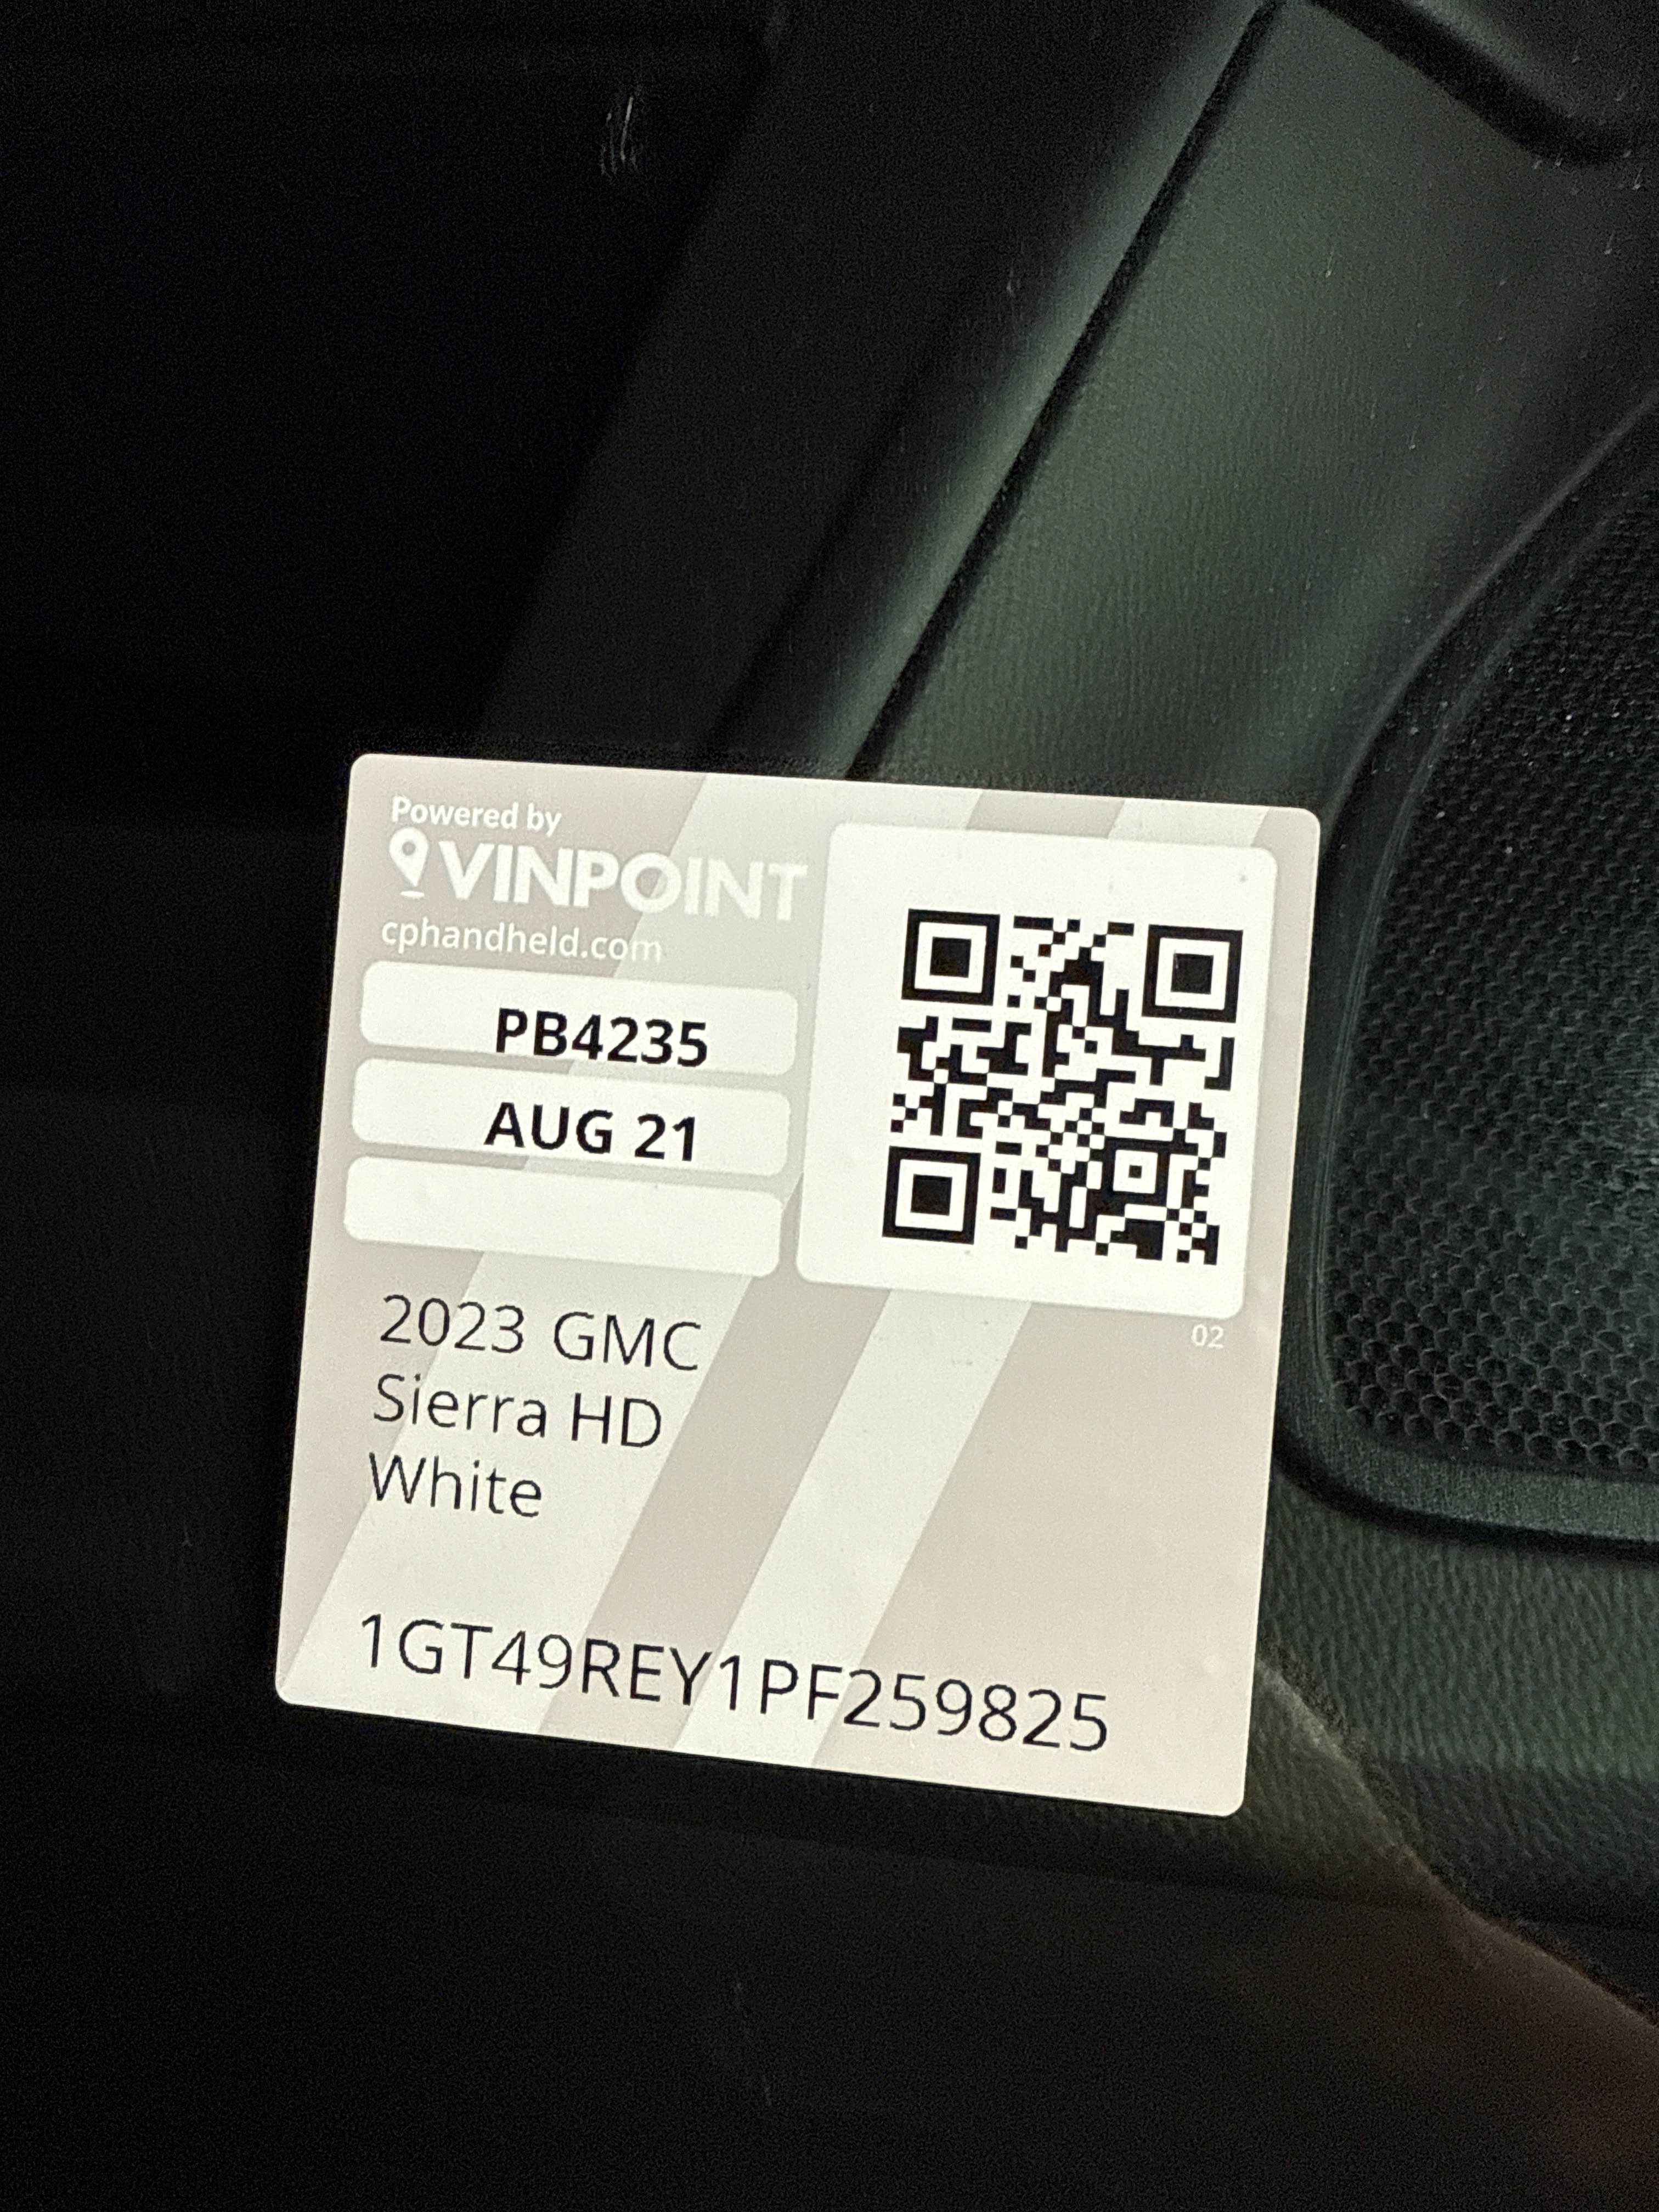 Powered by
VINPOINT
cphandheld.com
PB4235
AUG 21
02
2023 GMC
Sierra HD
White
1GT49REY1PF259825